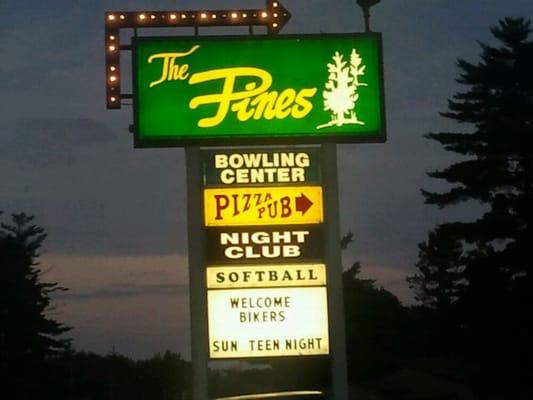 The Pines
BOWLING
CENTER
PIZZA
PUB
NIGHT
CLUB
SOFTBALL
WELCOME
BIKERS
SUN TEEN NIGHT